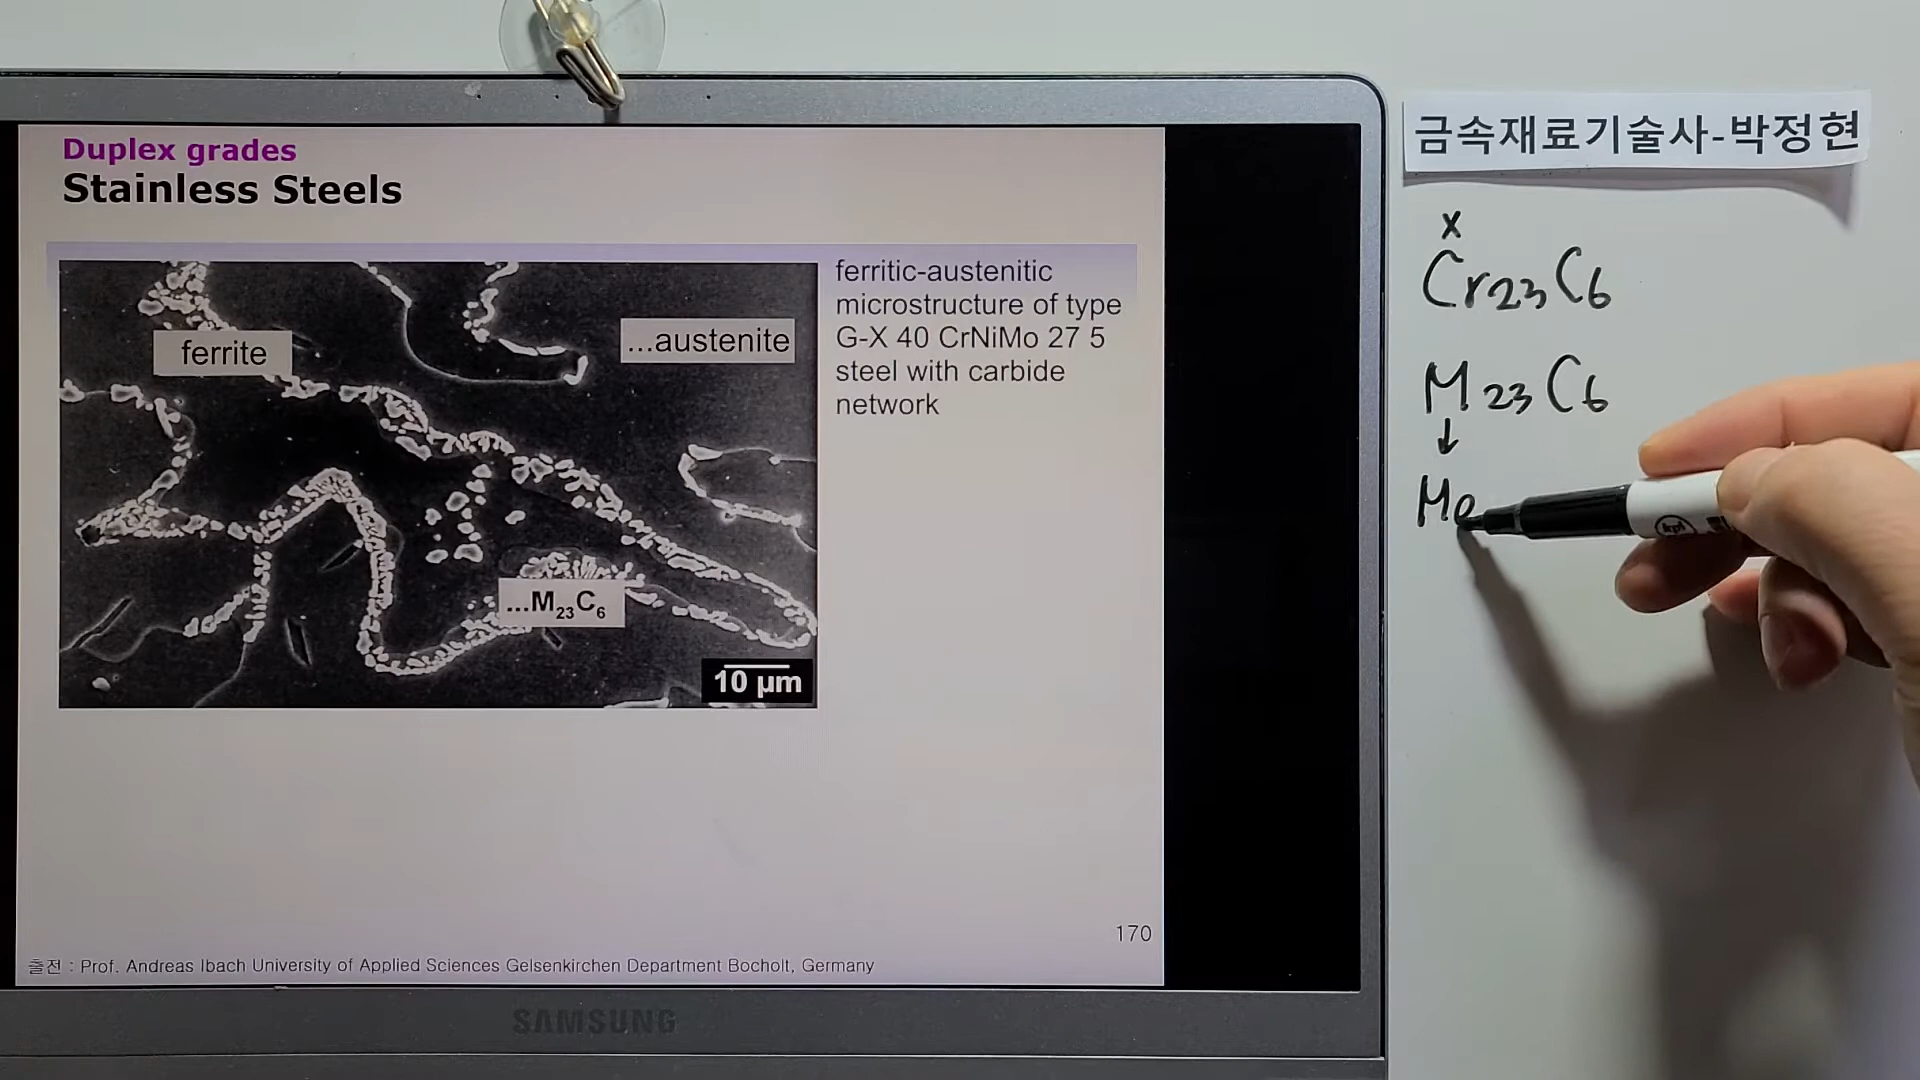 Duplex grades
Stainless Steels
ferrite
...austenite
...M₂₃C₆
10 µm
ferritic-austenitic
microstructure of type
G-X 40 CrNiMo 27 5
steel with carbide
network
170
출전 : Prof. Andreas Ibach University of Applied Sciences Gelsenkirchen Department Bocholt, Germany
SAMSUNG
금속재료기술사-박정현
x
Cr₂₃C₆
M₂₃C₆
↓
Me